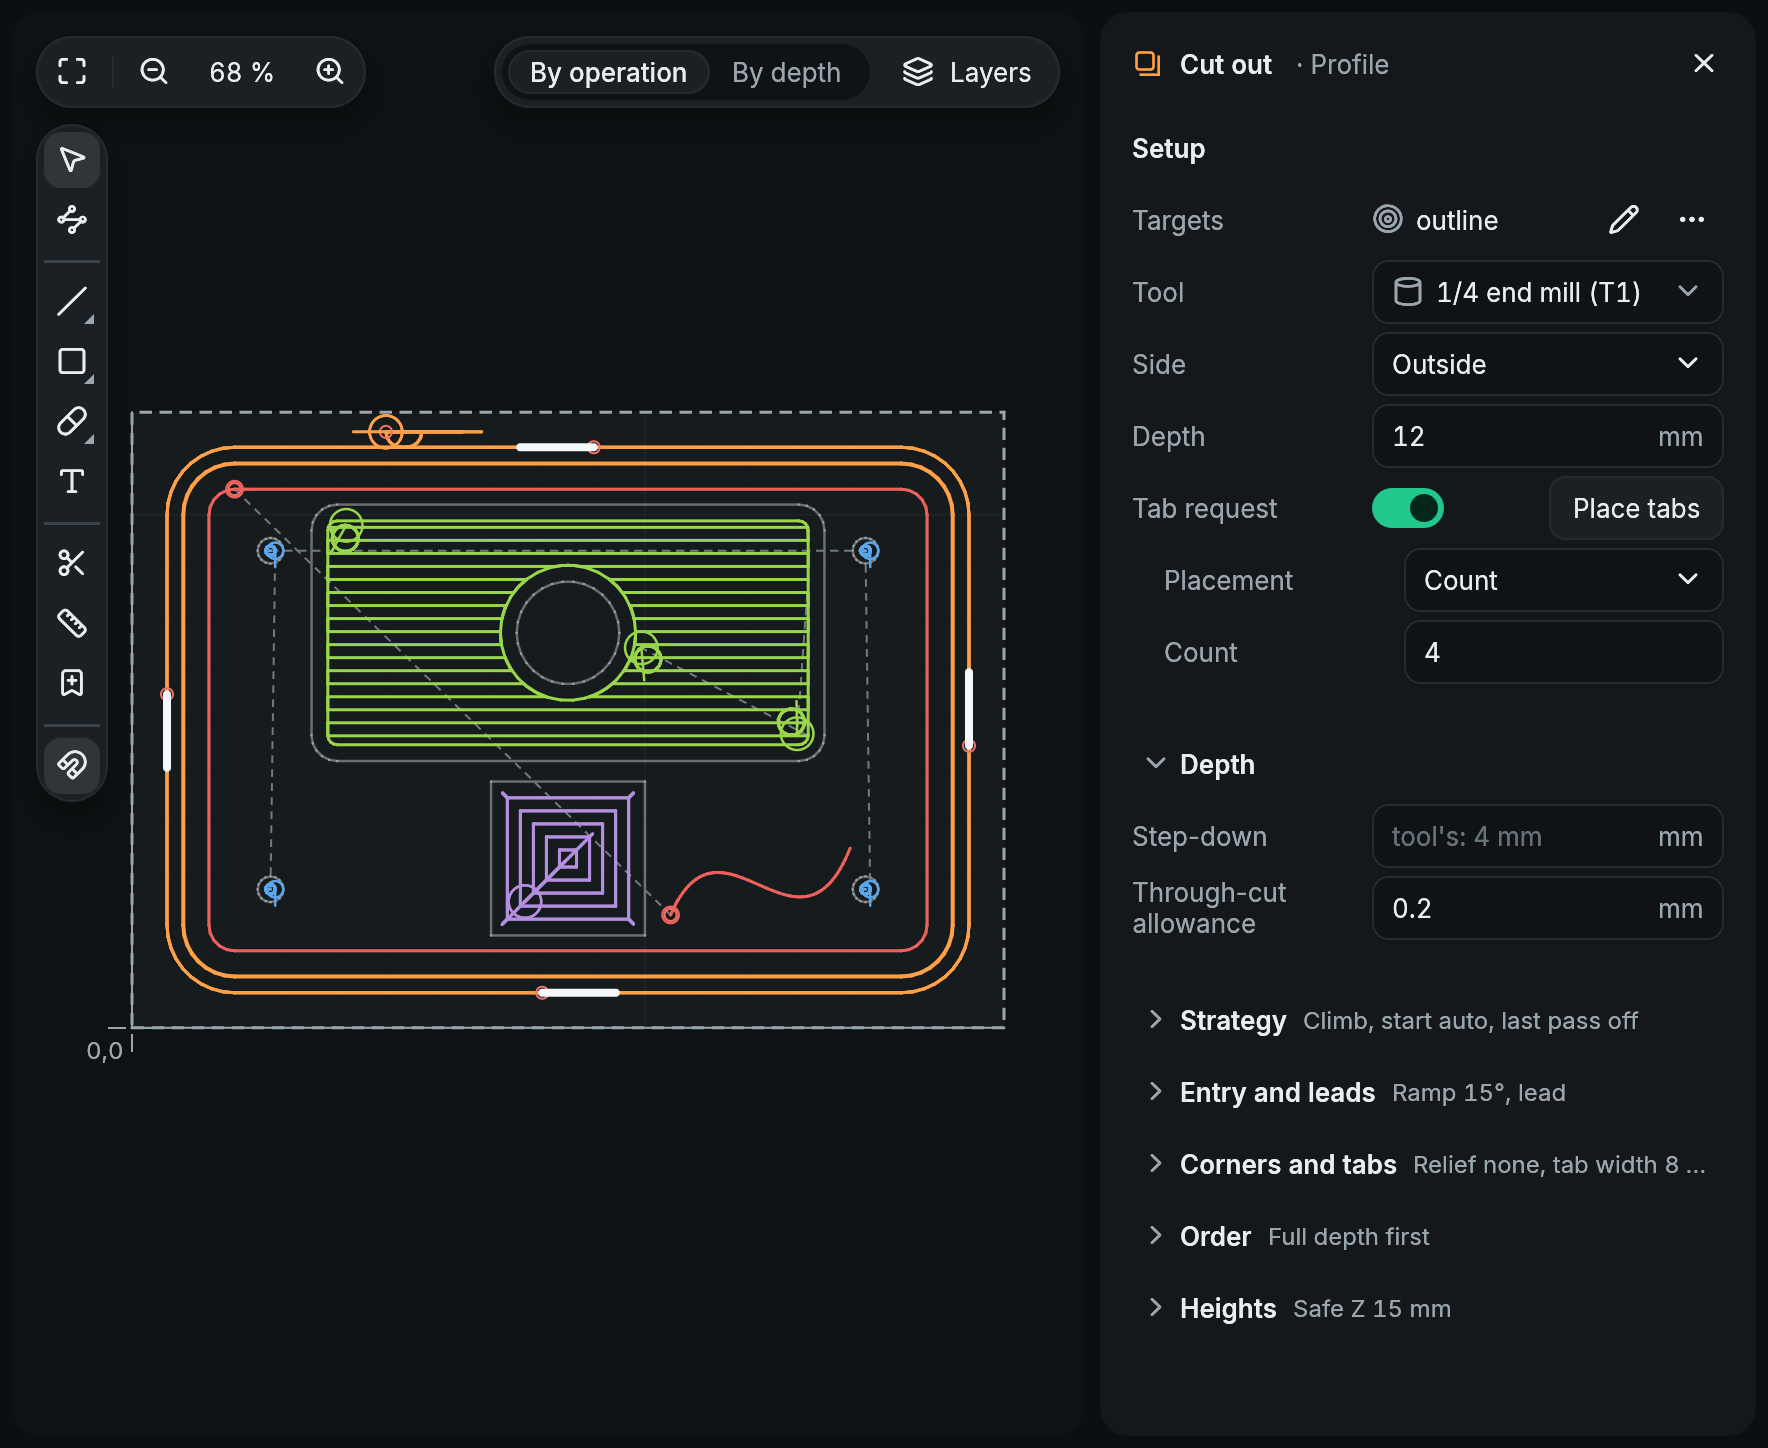 68 %
By operation
By depth
Layers
0,0
Cut out · Profile
Setup
Targets
outline
Tool
1/4 end mill (T1)
Side
Outside
Depth
12 mm
Tab request
Place tabs
Placement
Count
Count
4
Depth
Step-down
tool's: 4 mm mm
Through-cut
allowance
0.2 mm
Strategy Climb, start auto, last pass off
Entry and leads Ramp 15°, lead
Corners and tabs Relief none, tab width 8 ...
Order Full depth first
Heights Safe Z 15 mm